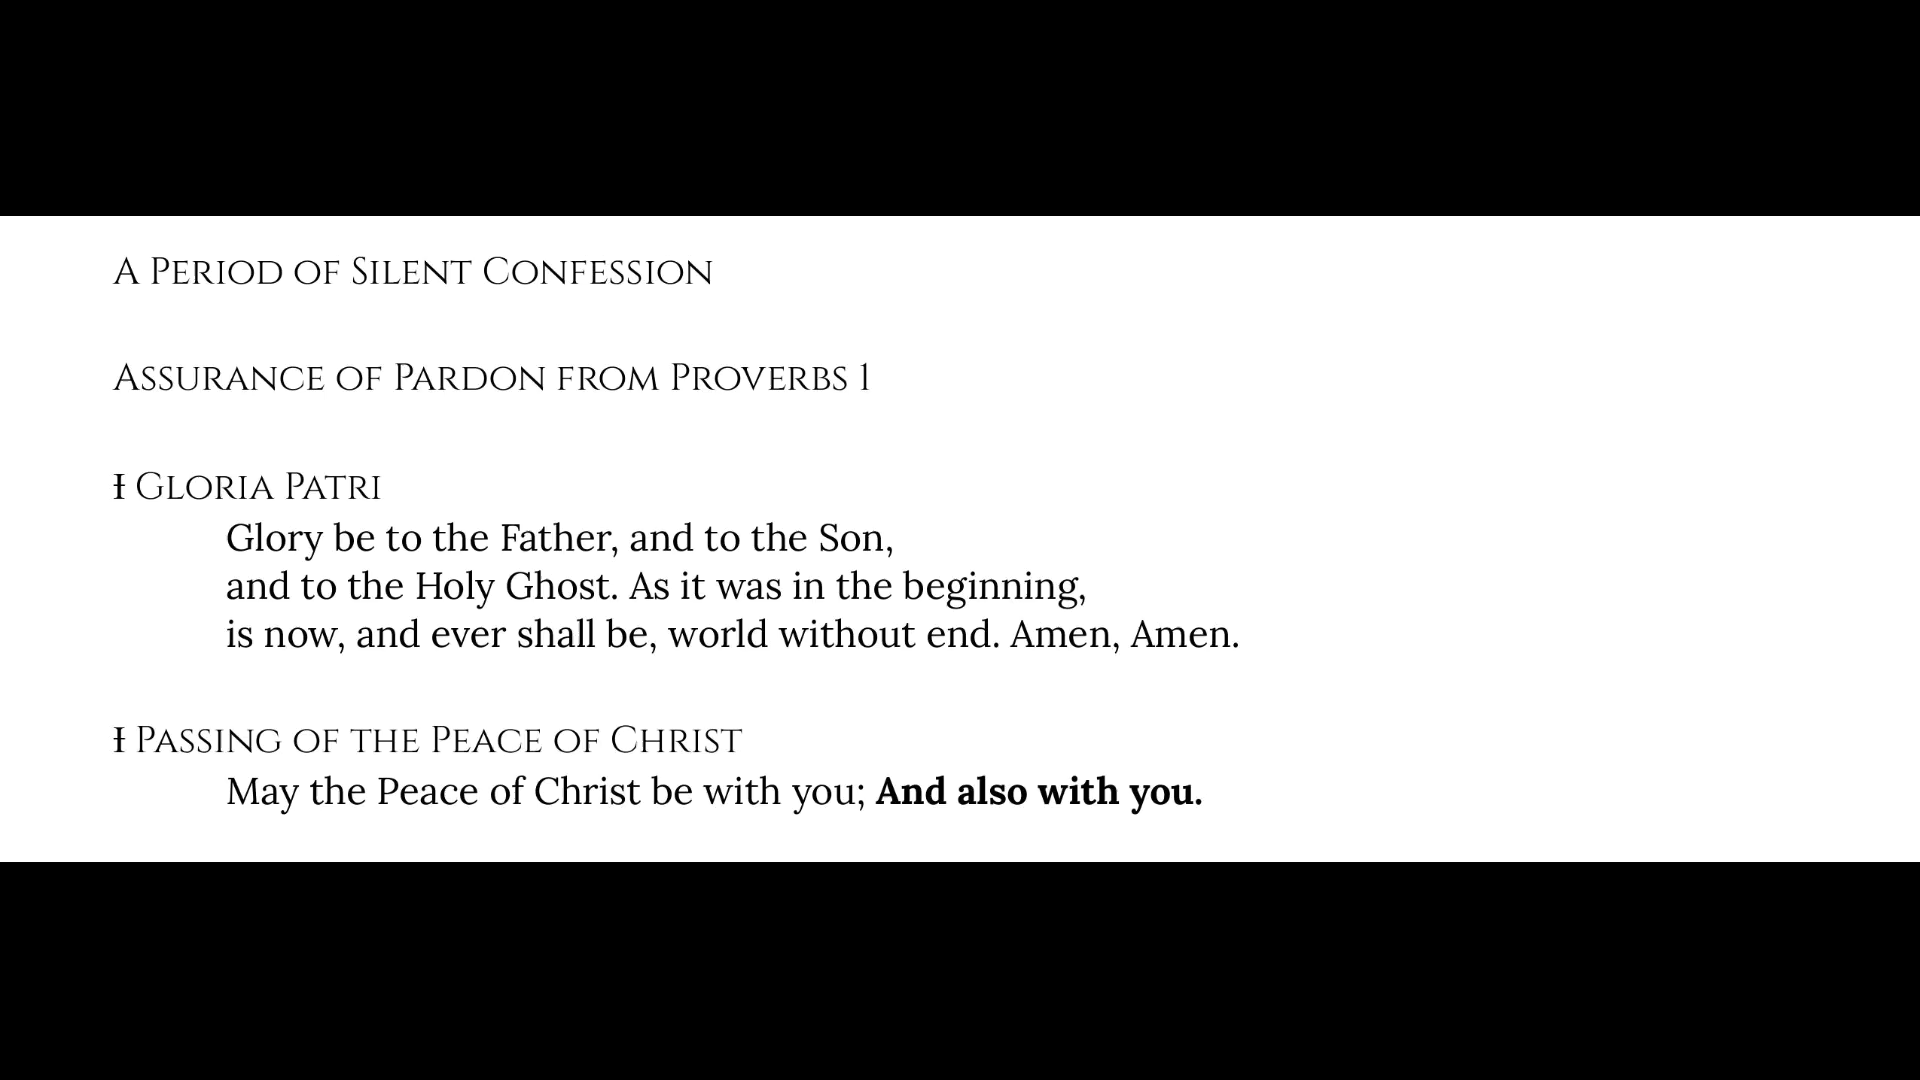 A Period of Silent Confession
Assurance of Pardon from Proverbs 1
Ɨ Gloria Patri
Glory be to the Father, and to the Son,
and to the Holy Ghost. As it was in the beginning,
is now, and ever shall be, world without end. Amen, Amen.
Ɨ Passing of the Peace of Christ
May the Peace of Christ be with you; And also with you.